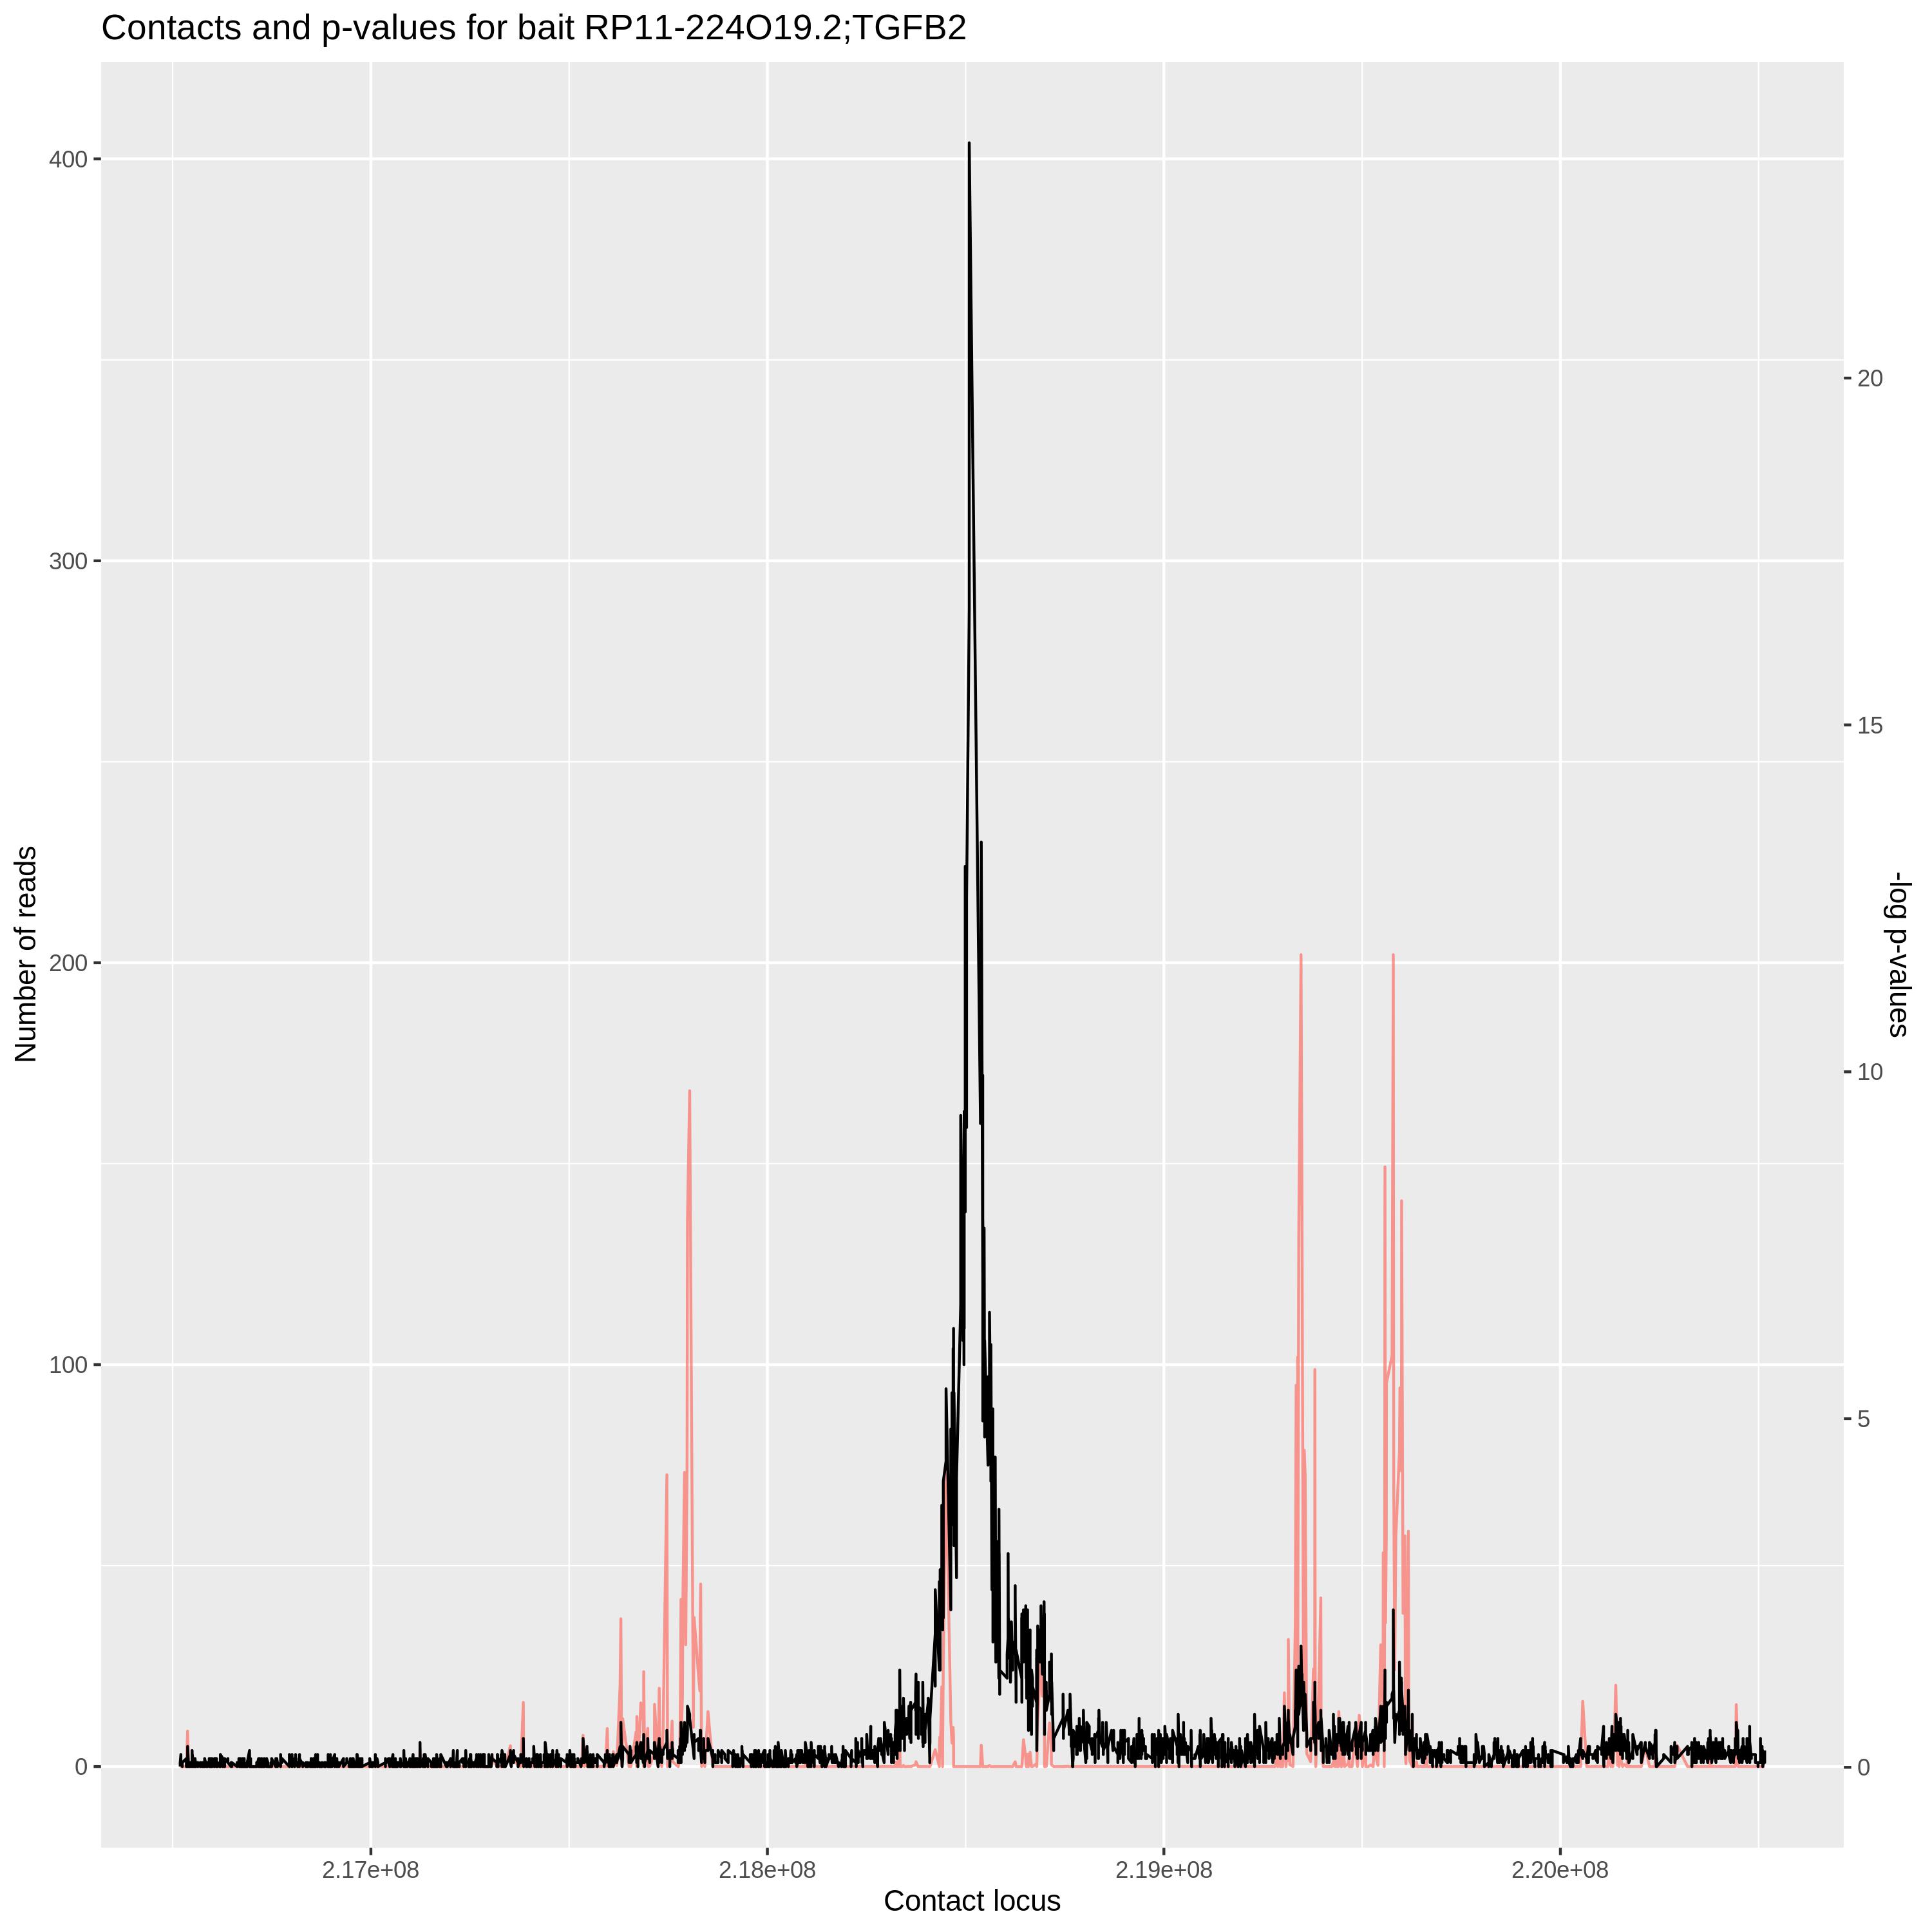 Contacts and p-values for bait RP11-224O19.2;TGFB2
400
300
200
100
0
Number of reads
20
15
10
5
0
-log p-values
2.17e+08
2.18e+08
2.19e+08
2.20e+08
Contact locus